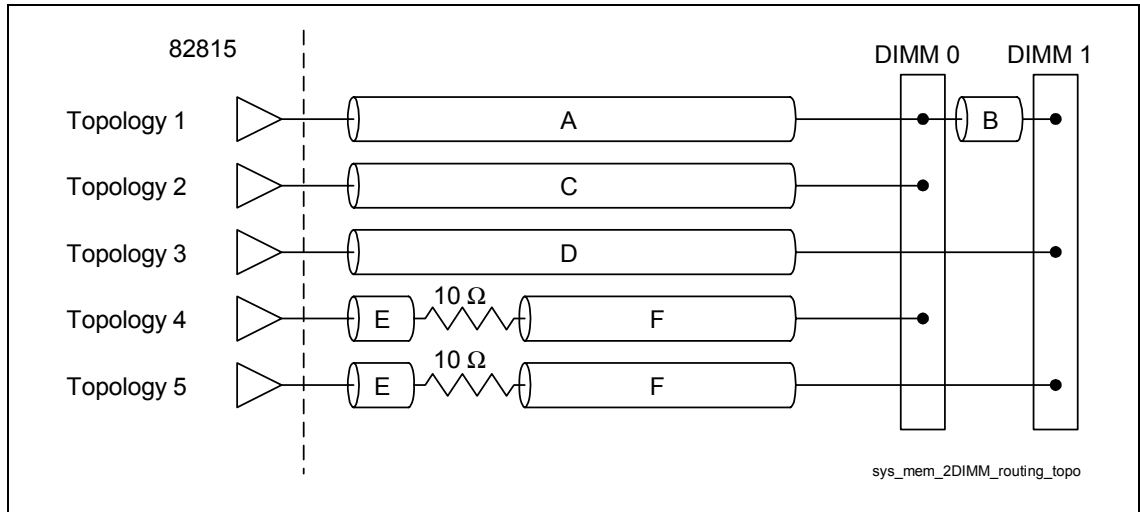 82815
DIMM 0 DIMM 1
Topology 1 A B
Topology 2 C
Topology 3 D
10 Ω
Topology 4 E F
10 Ω
Topology 5 E F
sys_mem_2DIMM_routing_topo